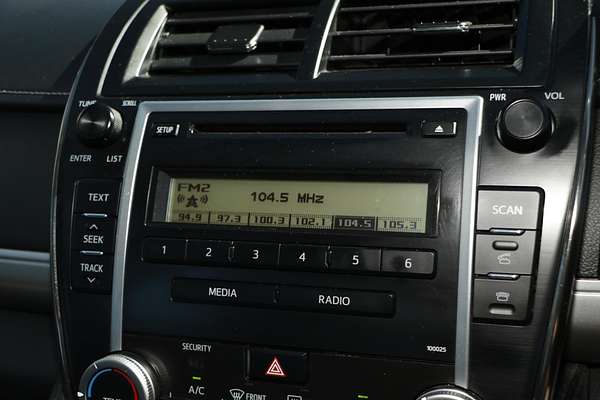 TUNE SCROLL PWR VOL
SETUP
ENTER LIST
FM2 104.5 MHz
94.9 97.3 100.3 102.1 104.5 105.3
TEXT
SEEK
TRACK
SCAN
1 2 3 4 5 6
MEDIA RADIO
100025
SECURITY
A/C
FRONT
TEMP